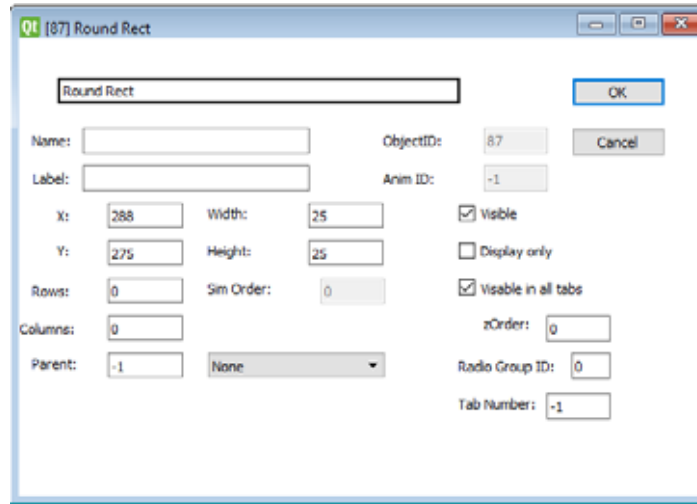 Qt [87] Round Rect
Round Rect
OK
Name:
ObjectID: 87
Cancel
Label:
Anim ID: -1
X: 288 Width: 25
Visible
Y: 275 Height: 25
Display only
Rows: 0 Sim Order: 0
Visable in all tabs
Columns: 0
zOrder: 0
Parent: -1 None
Radio Group ID: 0
Tab Number: -1